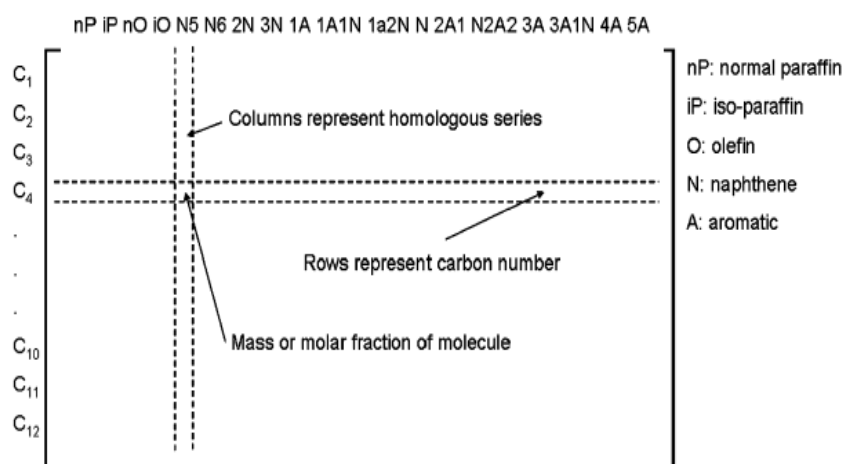 nP iP nO iO N5 N6 2N 3N 1A 1A1N 1a2N N 2A1 N2A2 3A 3A1N 4A 5A
C1
C2
C3
C4
.
.
.
C10
C11
C12
Columns represent homologous series
Rows represent carbon number
Mass or molar fraction of molecule
nP: normal paraffin
iP: iso-paraffin
O: olefin
N: naphthene
A: aromatic